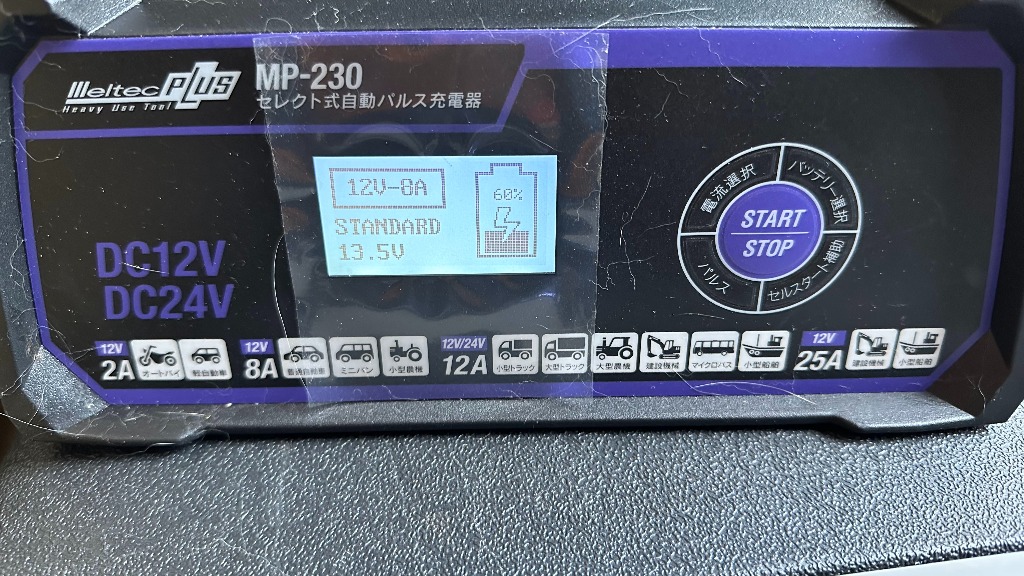 Meltec PLUS
Heavy Use Tool
MP-230
セレクト式自動パルス充電器
12V-8A
STANDARD
13.5V
60%
電流選択
バッテリー選択
START
STOP
パルス
セルスタート補助
DC12V
DC24V
12V
2A
オートバイ
軽自動車
12V
8A
普通自動車
ミニバン
小型農機
12V/24V
12A
小型トラック
大型トラック
大型農機
建設機械
マイクロバス
小型船舶
12V
25A
建設機械
小型船舶